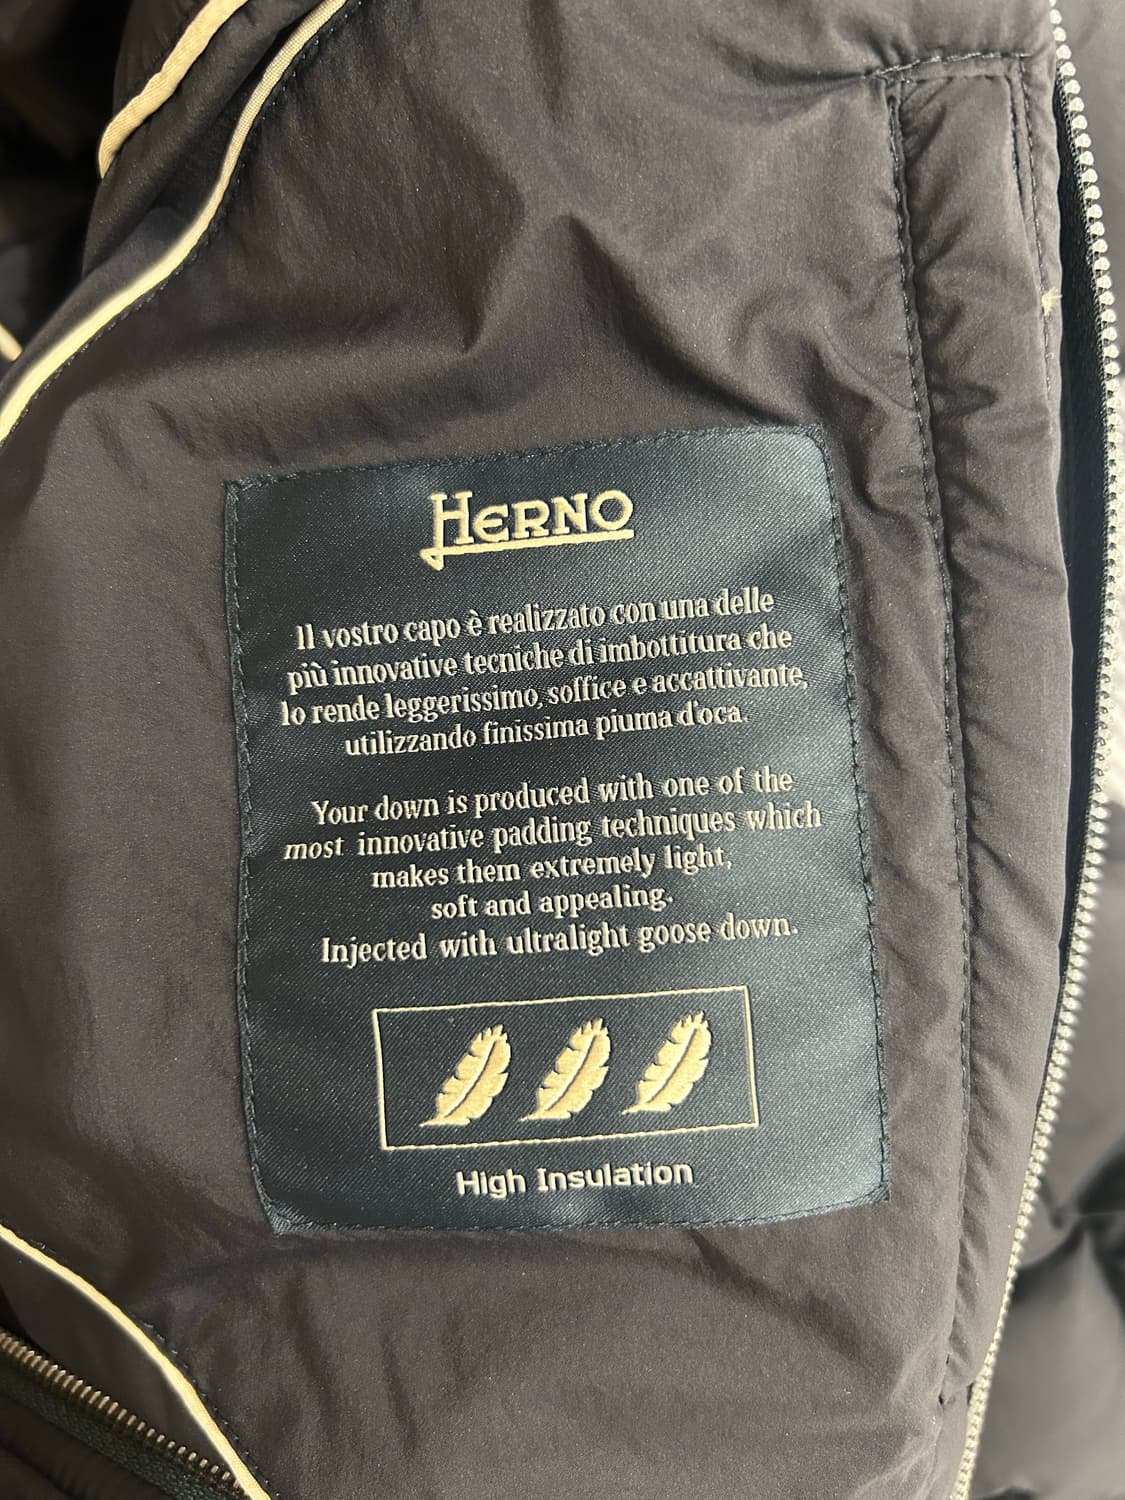 HERNO
Il vostro capo è realizzato con una delle
più innovative tecniche di imbottitura che
lo rende leggerissimo, soffice e accattivante,
utilizzando finissima piuma d'oca.
Your down is produced with one of the
most innovative padding techniques which
makes them extremely light,
soft and appealing.
Injected with ultralight goose down.
High Insulation